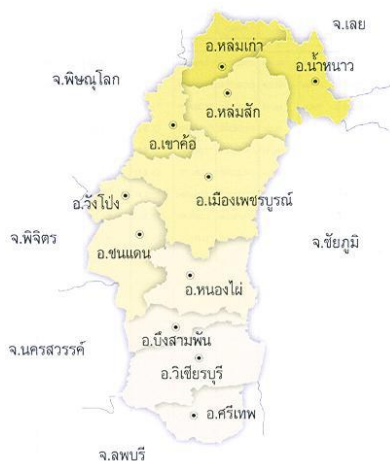 จ.เลย
อ.หล่มเก่า
อ.น้ำหนาว
จ.พิษณุโลก
อ.หล่มสัก
อ.เขาค้อ
อ.วังโป่ง
อ.เมืองเพชรบูรณ์
จ.พิจิตร
อ.ชนแดน
จ.ชัยภูมิ
อ.หนองไผ่
อ.บึงสามพัน
จ.นครสวรรค์
อ.วิเชียรบุรี
อ.ศรีเทพ
จ.ลพบุรี